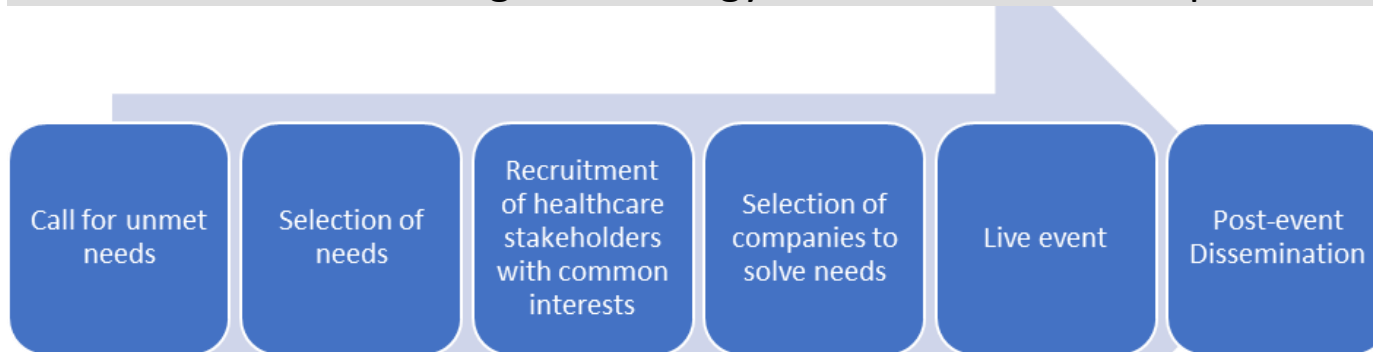 Call for unmet
needs
Selection of
needs
Recruitment
of healthcare
stakeholders
with common
interests
Selection of
companies to
solve needs
Live event
Post-event
Dissemination